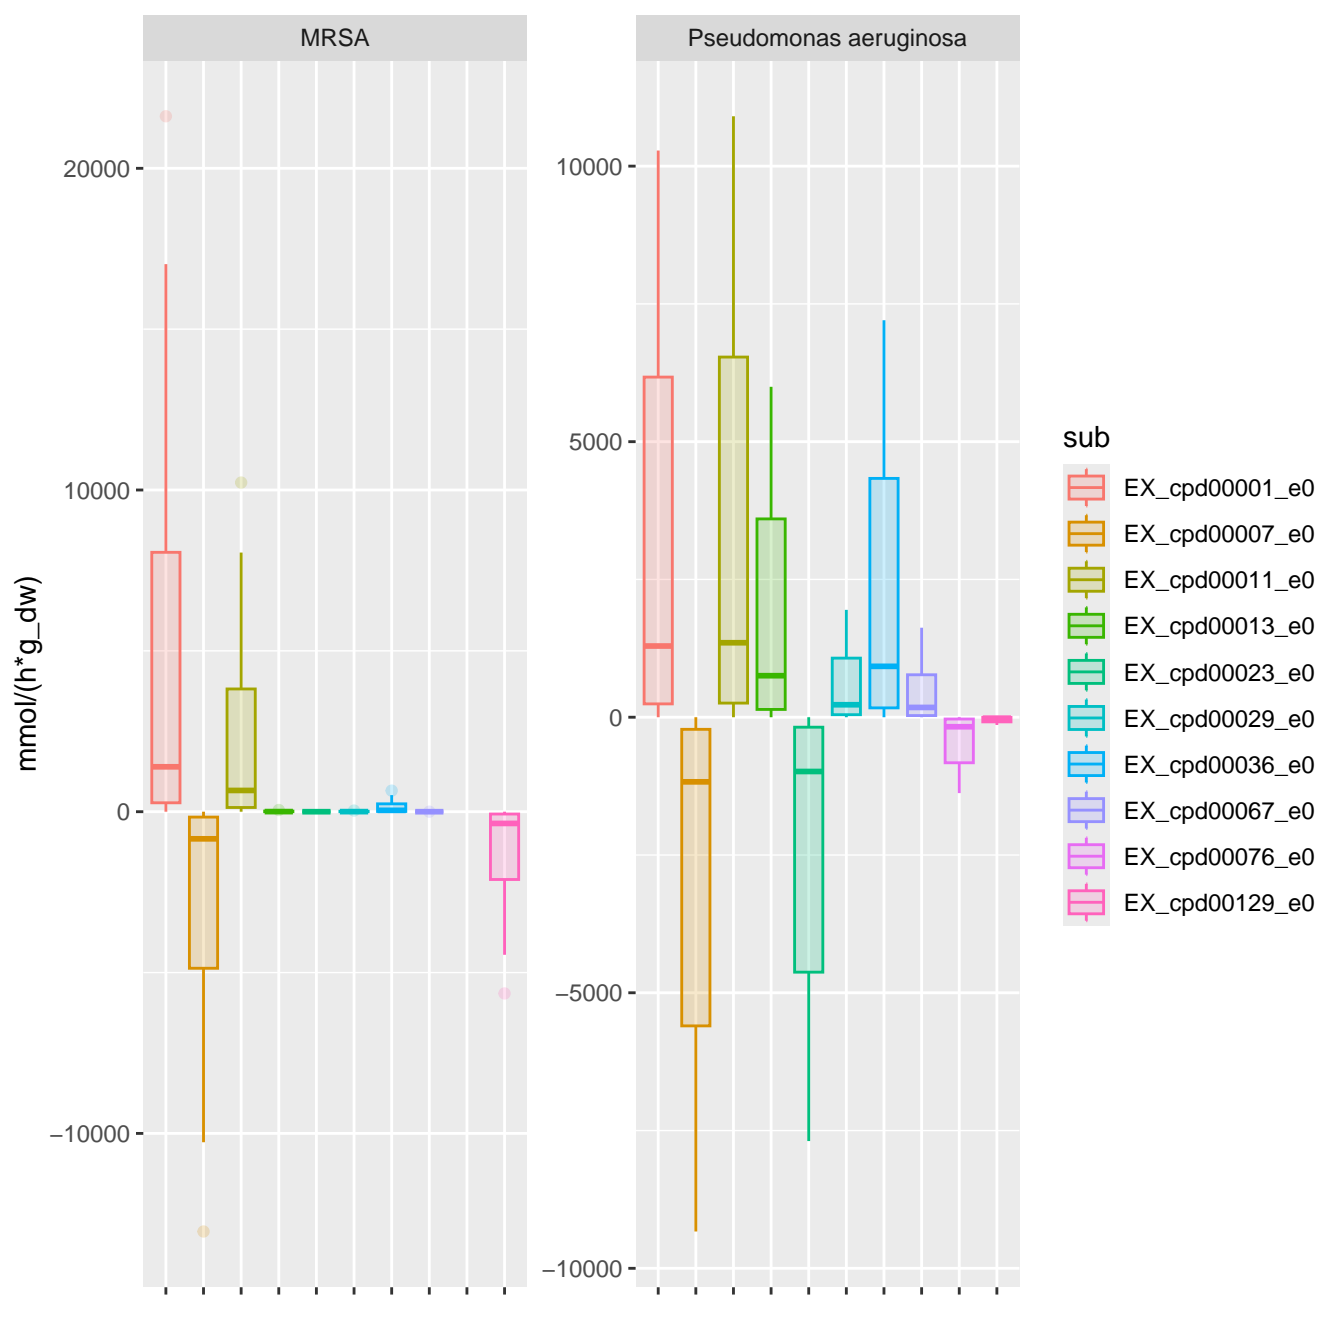 MRSA
Pseudomonas aeruginosa
mmol/(h*g_dw)
20000
10000
0
−10000
10000
5000
0
−5000
−10000
sub
EX_cpd00001_e0
EX_cpd00007_e0
EX_cpd00011_e0
EX_cpd00013_e0
EX_cpd00023_e0
EX_cpd00029_e0
EX_cpd00036_e0
EX_cpd00067_e0
EX_cpd00076_e0
EX_cpd00129_e0